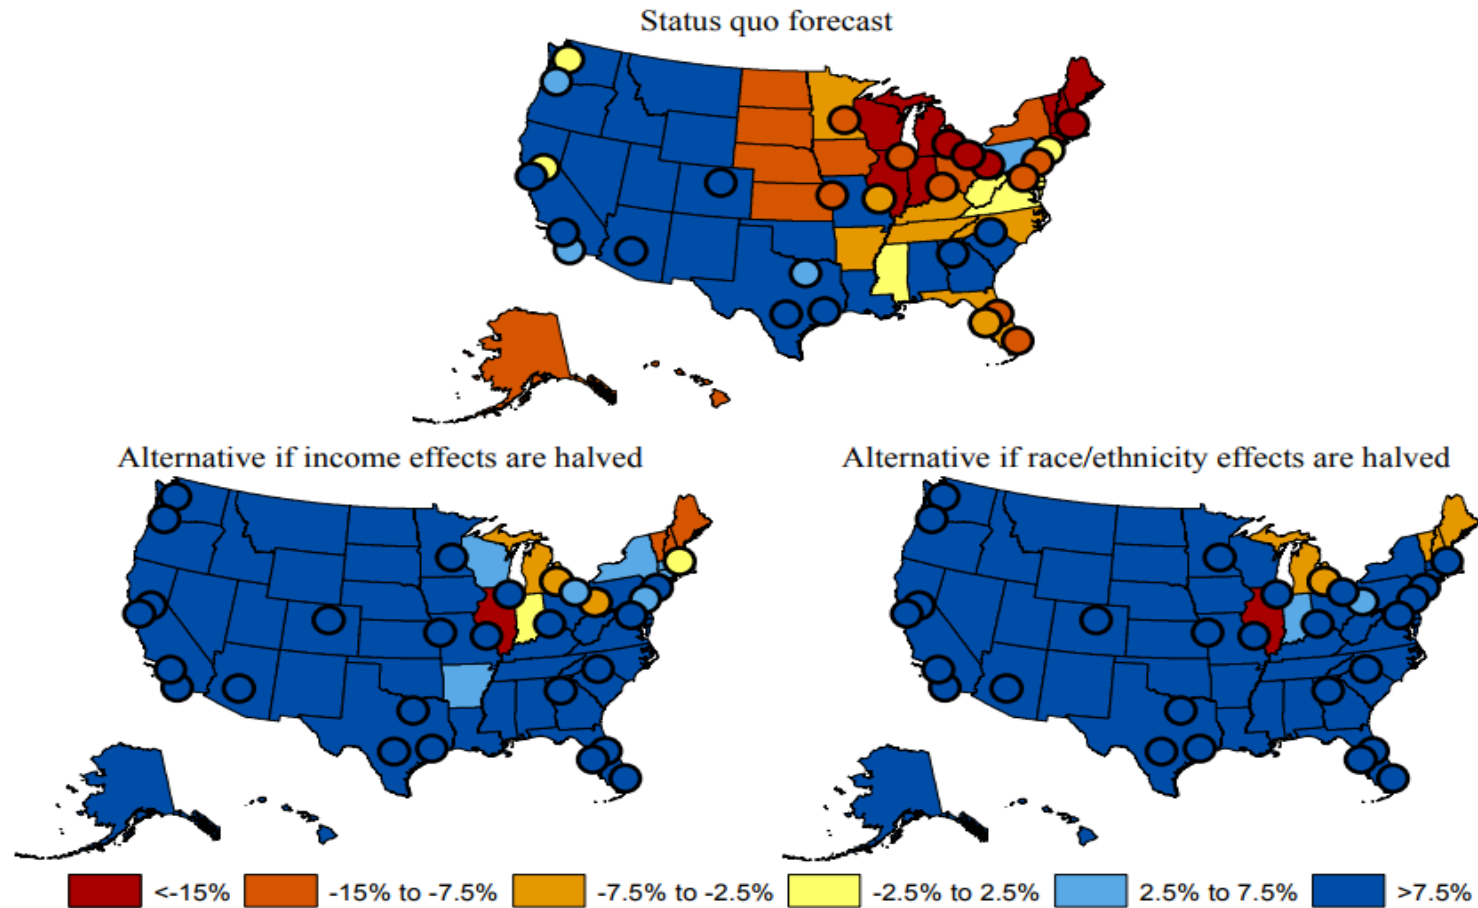 Status quo forecast
Alternative if income effects are halved
Alternative if race/ethnicity effects are halved
<-15%
-15% to -7.5%
-7.5% to -2.5%
-2.5% to 2.5%
2.5% to 7.5%
>7.5%